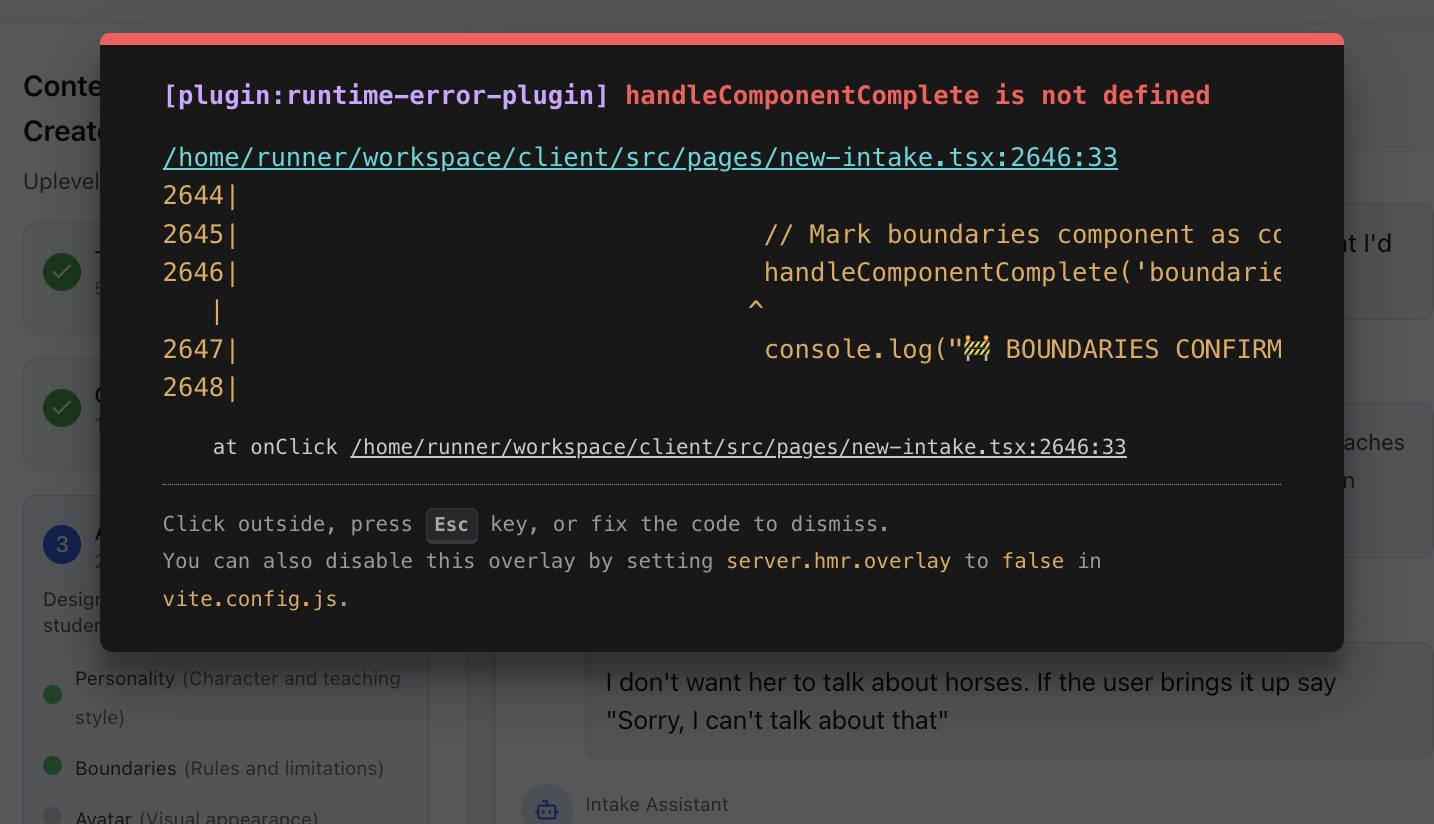 [plugin:runtime-error-plugin] handleComponentComplete is not defined
/home/runner/workspace/client/src/pages/new-intake.tsx:2646:33
2644|
2645| // Mark boundaries component as co
2646| handleComponentComplete('boundarie
| ^
2647| console.log("🚧 BOUNDARIES CONFIRM
2648|
at onClick /home/runner/workspace/client/src/pages/new-intake.tsx:2646:33
Click outside, press Esc key, or fix the code to dismiss.
You can also disable this overlay by setting server.hmr.overlay to false in
vite.config.js.
Conte
Create
Uplevel
3
Design
studen
Personality (Character and teaching
style)
Boundaries (Rules and limitations)
Avatar (Visual appearance)
t I'd
aches
n
I don't want her to talk about horses. If the user brings it up say
"Sorry, I can't talk about that"
Intake Assistant